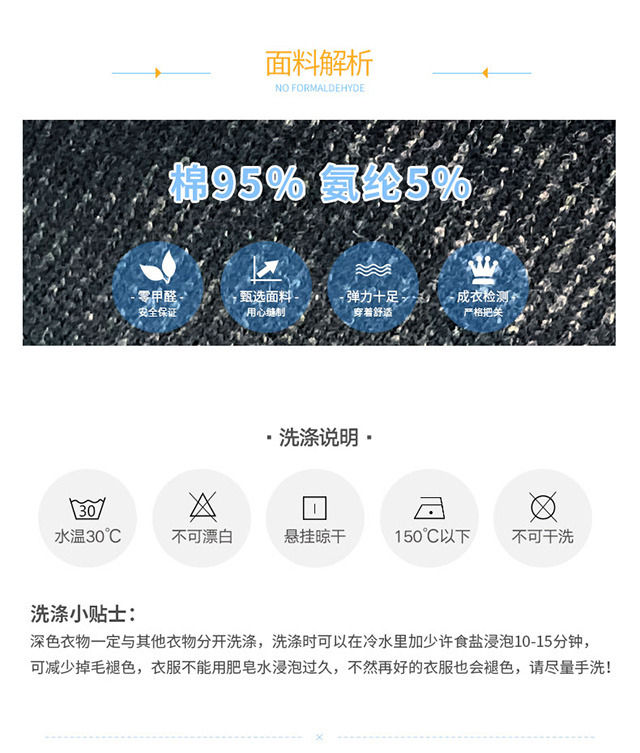 面料解析
NO FORMALDEHYDE
棉95% 氨纶5%
- 零甲醛 - - 甄选面料 - - 弹力十足 - - 成衣检测 -
安全保证 用心缝制 穿着舒适 严格把关
· 洗涤说明 ·
30
水温30℃ 不可漂白 悬挂晾干 150℃以下 不可干洗
洗涤小贴士：
深色衣物一定与其他衣物分开洗涤，洗涤时可以在冷水里加少许食盐浸泡10-15分钟，
可减少掉毛褪色，衣服不能用肥皂水浸泡过久，不然再好的衣服也会褪色，请尽量手洗！